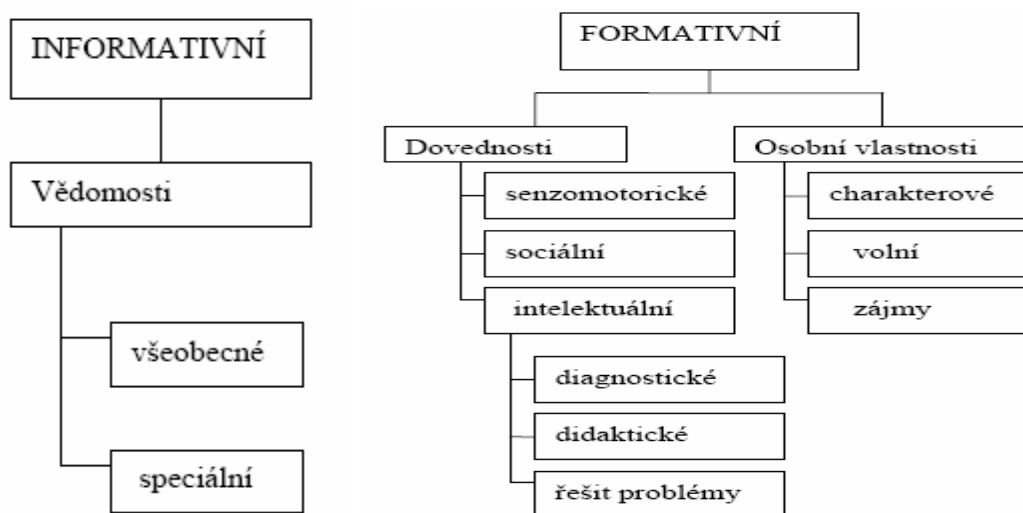 INFORMATIVNÍ
Vědomosti
všeobecné
speciální
FORMATIVNÍ
Dovednosti
senzomotorické
sociální
intelektuální
diagnostické
didaktické
řešit problémy
Osobní vlastnosti
charakterové
volní
zájmy